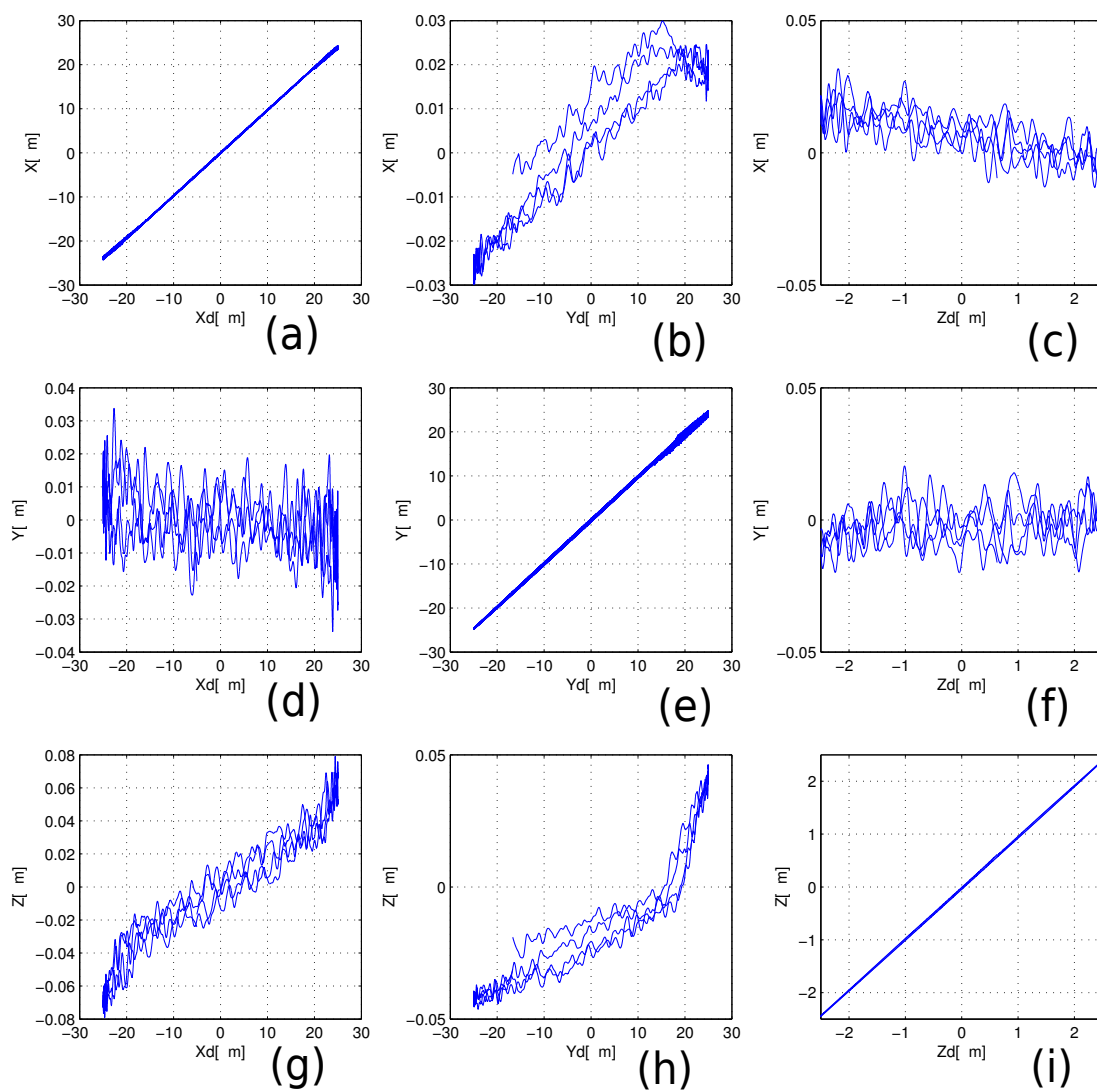 30
20
10
0
−10
−20
−30
X[ m]
−30 −20 −10 0 10 20 30
Xd[ m]
(a)
0.03
0.02
0.01
0
−0.01
−0.02
−0.03
X[ m]
−30 −20 −10 0 10 20 30
Yd[ m]
(b)
0.05
0
−0.05
X[ m]
−2 −1 0 1 2
Zd[ m]
(c)
0.04
0.03
0.02
0.01
0
−0.01
−0.02
−0.03
−0.04
Y[ m]
−30 −20 −10 0 10 20 30
Xd[ m]
(d)
30
20
10
0
−10
−20
−30
Y[ m]
−30 −20 −10 0 10 20 30
Yd[ m]
(e)
0.05
0
−0.05
Y[ m]
−2 −1 0 1 2
Zd[ m]
(f)
0.08
0.06
0.04
0.02
0
−0.02
−0.04
−0.06
−0.08
Z[ m]
−30 −20 −10 0 10 20 30
Xd[ m]
(g)
0.05
0
−0.05
Z[ m]
−30 −20 −10 0 10 20 30
Yd[ m]
(h)
2
1
0
−1
−2
Z[ m]
−2 −1 0 1 2
Zd[ m]
(i)